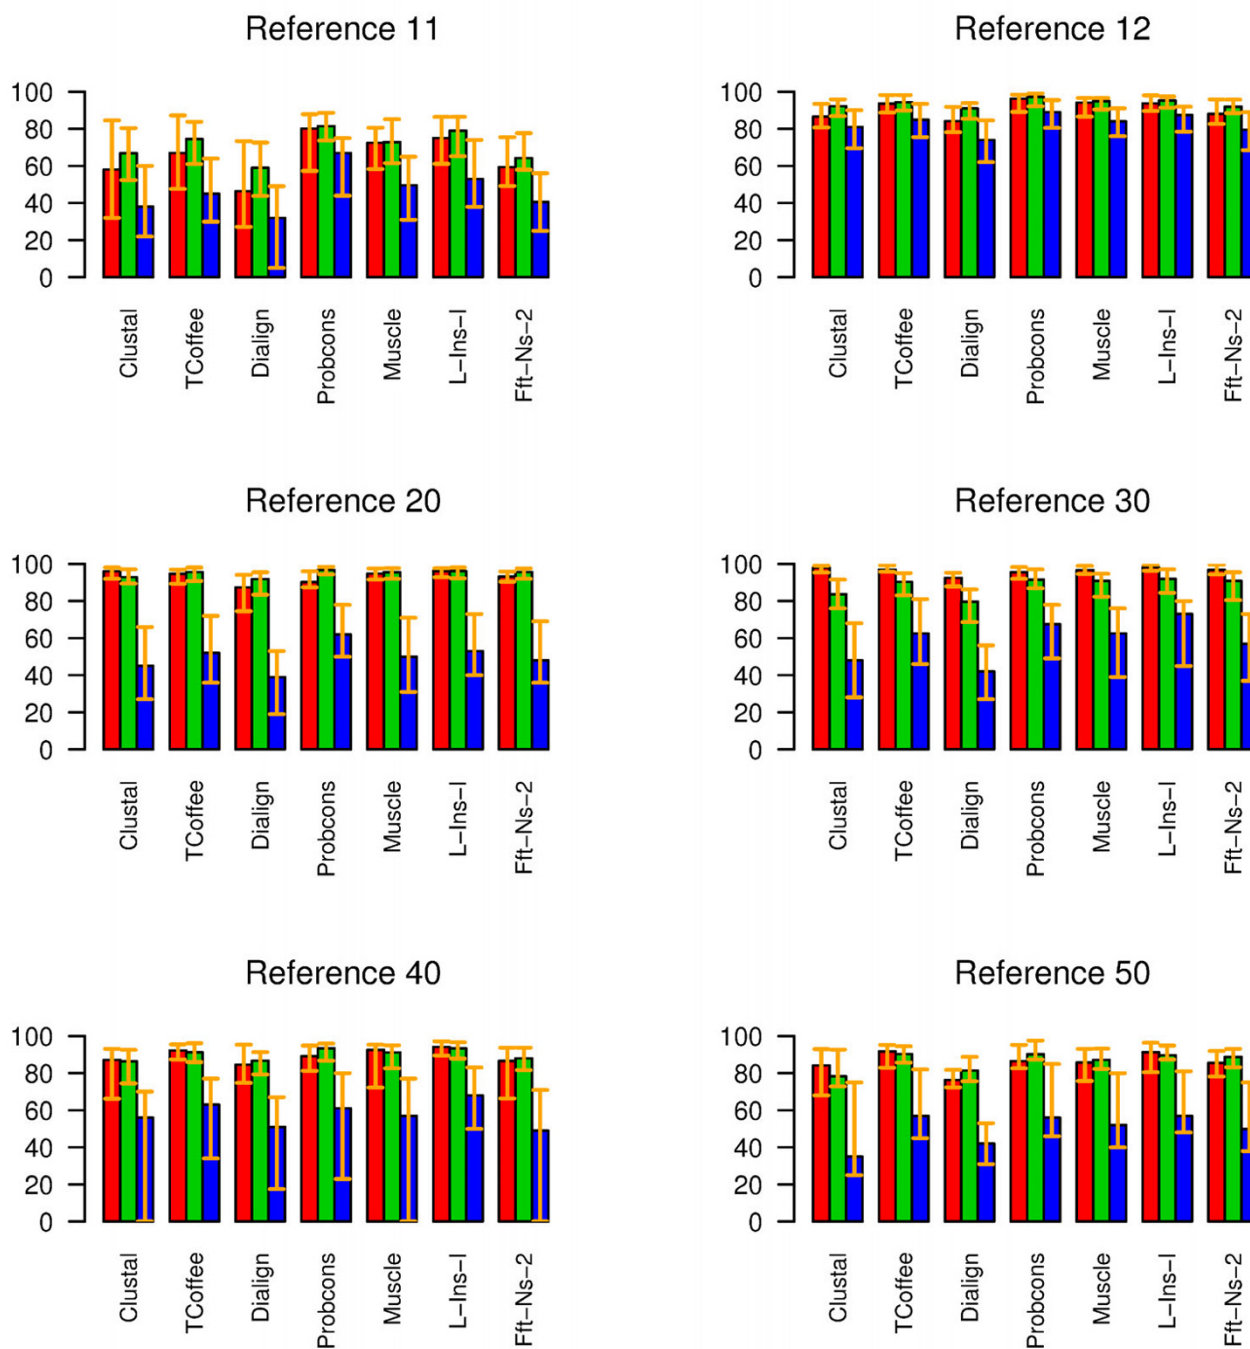 Reference 11
100
80
60
40
20
0
Clustal
TCoffee
Dialign
Probcons
Muscle
L-Ins-I
Fft-Ns-2
Reference 12
100
80
60
40
20
0
Clustal
TCoffee
Dialign
Probcons
Muscle
L-Ins-I
Fft-Ns-2
Reference 20
100
80
60
40
20
0
Clustal
TCoffee
Dialign
Probcons
Muscle
L-Ins-I
Fft-Ns-2
Reference 30
100
80
60
40
20
0
Clustal
TCoffee
Dialign
Probcons
Muscle
L-Ins-I
Fft-Ns-2
Reference 40
100
80
60
40
20
0
Clustal
TCoffee
Dialign
Probcons
Muscle
L-Ins-I
Fft-Ns-2
Reference 50
100
80
60
40
20
0
Clustal
TCoffee
Dialign
Probcons
Muscle
L-Ins-I
Fft-Ns-2